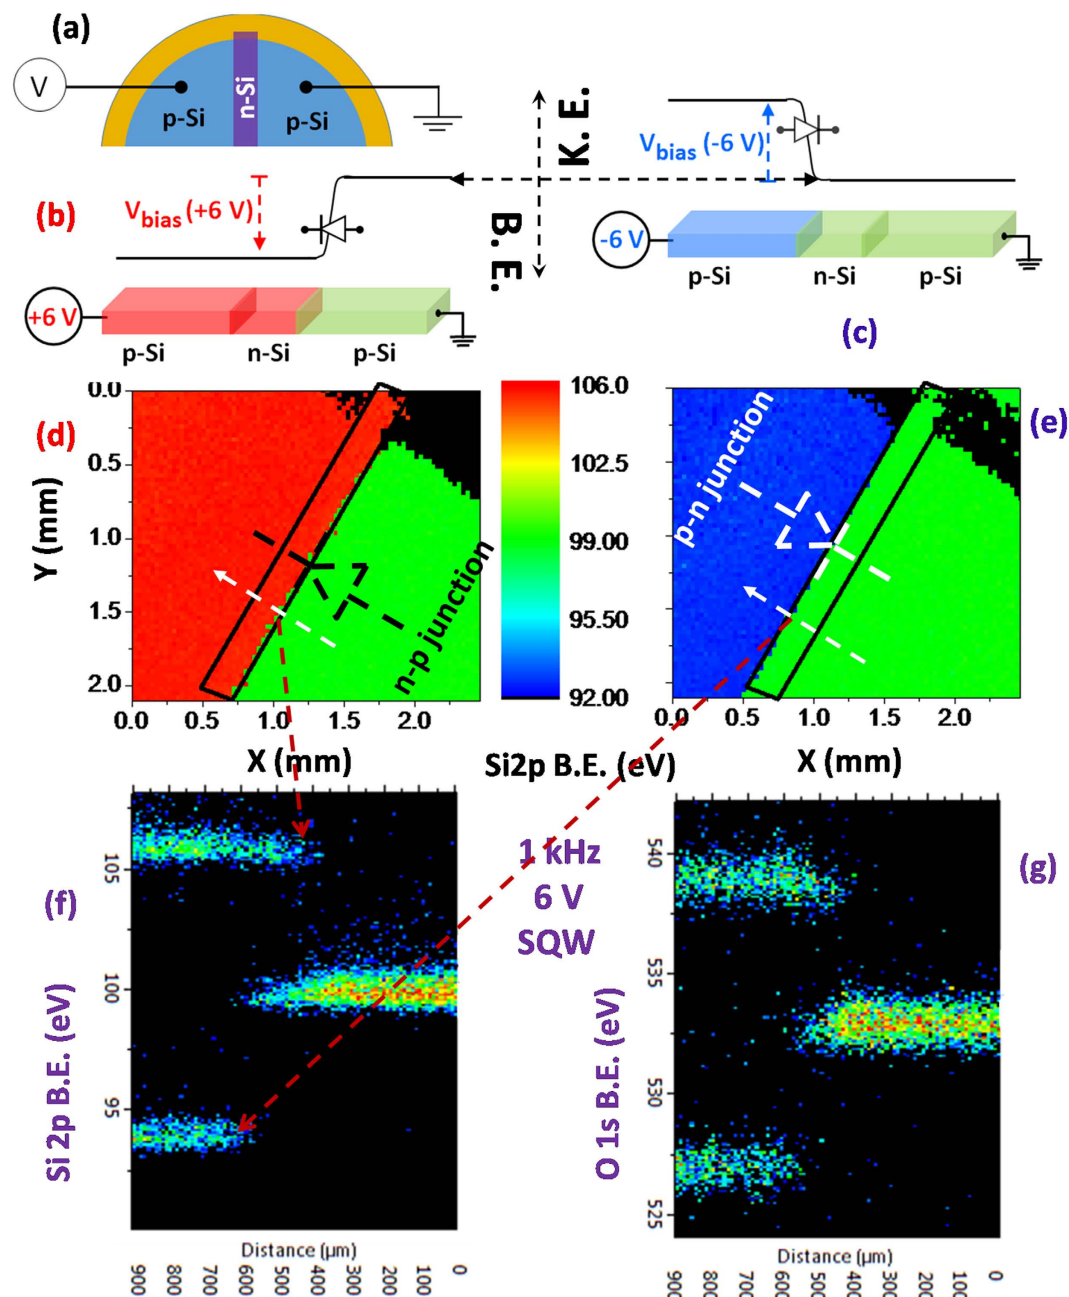 (a)
V
p-Si
n-Si
p-Si
K. E.
B. E.
(b)
Vbias (+6 V)
+6 V
p-Si
n-Si
p-Si
Vbias (-6 V)
-6 V
p-Si
n-Si
p-Si
(c)
(d)
0.0
0.5
1.0
1.5
2.0
Y (mm)
n-p junction
0.0
0.5
1.0
1.5
2.0
X (mm)
106.0
102.5
99.00
95.50
92.00
Si2p B.E. (eV)
(e)
p-n junction
0.0
0.5
1.0
1.5
2.0
X (mm)
1 kHz
6 V
SQW
(f)
Si 2p B.E. (eV)
105
100
95
Distance (µm)
900
800
700
600
500
400
300
200
100
0
(g)
O 1s B.E. (eV)
540
535
530
525
Distance (µm)
900
800
700
600
500
400
300
200
100
0